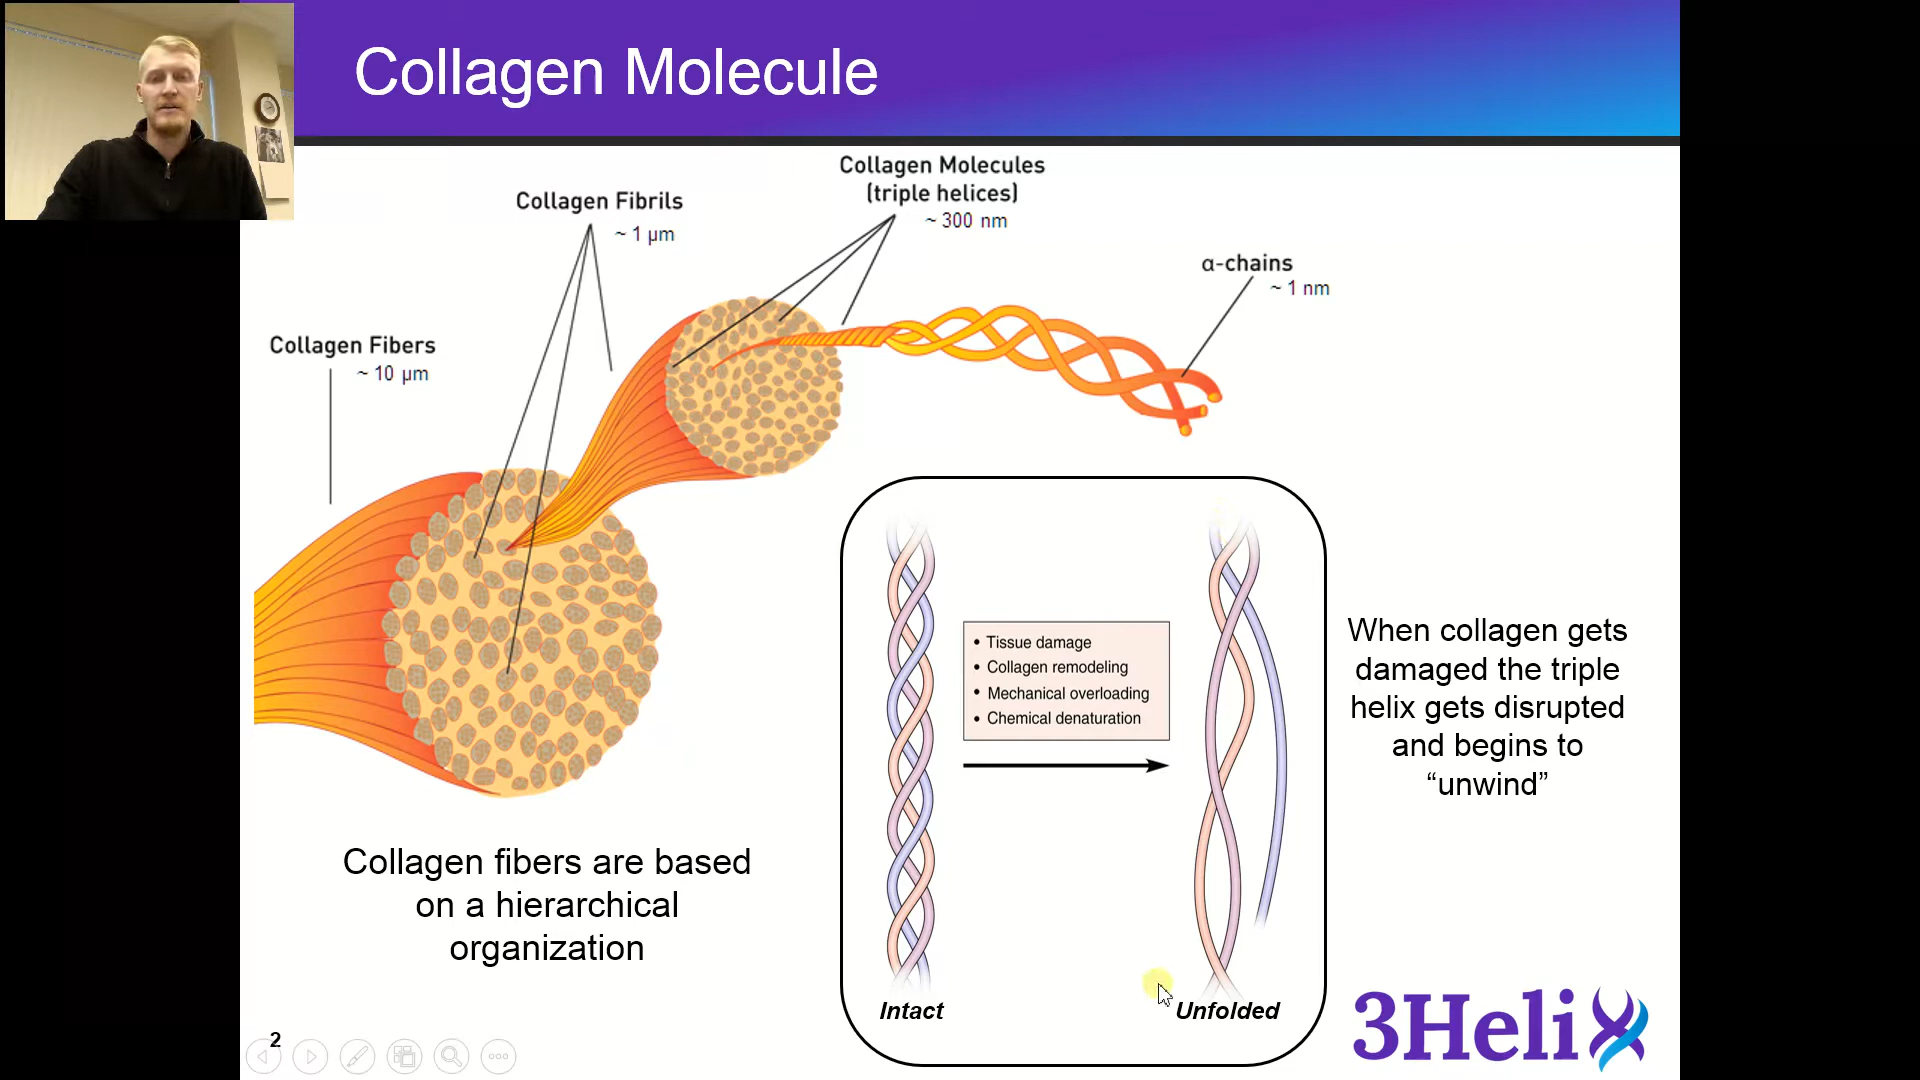 Collagen Molecule
Collagen Molecules
(triple helices)
~ 300 nm
Collagen Fibrils
~ 1 µm
α-chains
~ 1 nm
Collagen Fibers
~ 10 µm
• Tissue damage
• Collagen remodeling
• Mechanical overloading
• Chemical denaturation
Intact
Unfolded
When collagen gets
damaged the triple
helix gets disrupted
and begins to
“unwind”
Collagen fibers are based
on a hierarchical
organization
3Helix
2